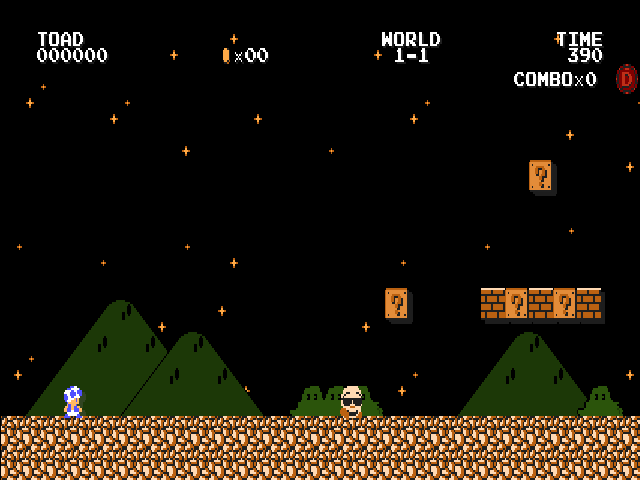 TOAD WORLD TIME
000000 x00 1-1 390
COMBOx0 D
?
? ? ?